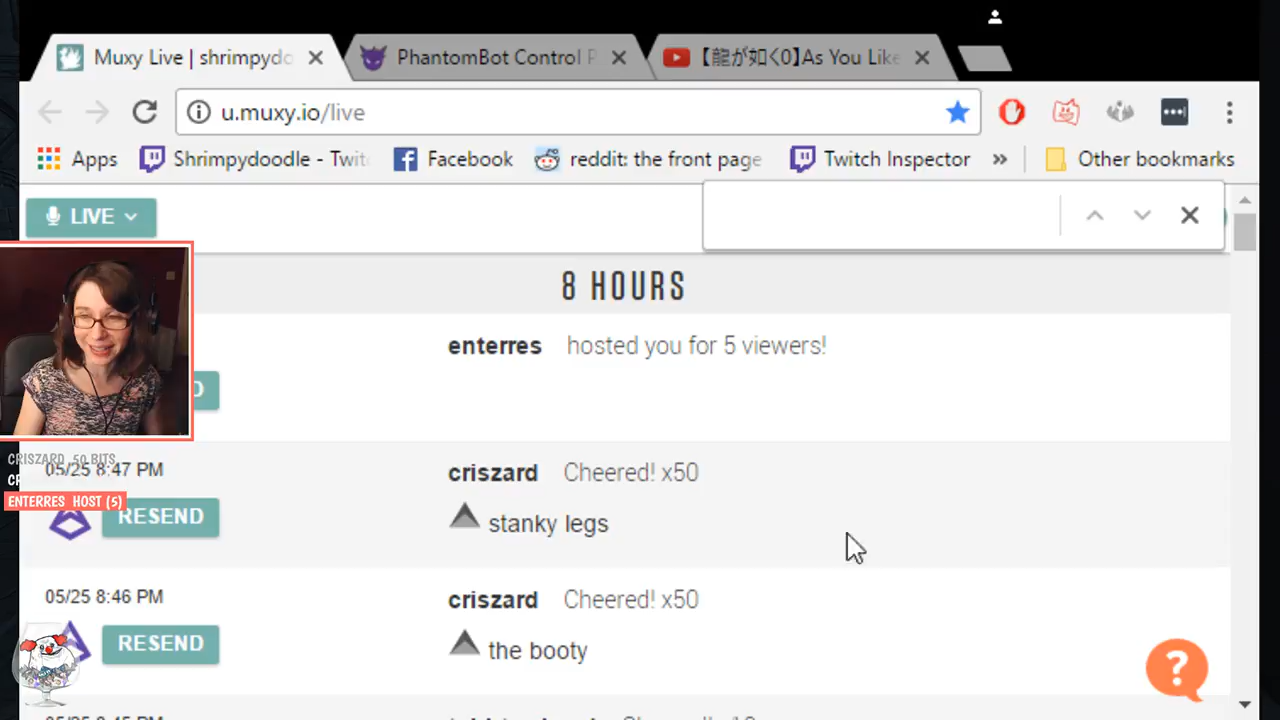 Muxy Live | shrimpydo
PhantomBot Control P
【龍が如く0】As You Like
u.muxy.io/live
Apps
Shrimpydoodle - Twit
Facebook
reddit: the front page
Twitch Inspector
»
Other bookmarks
LIVE
8 HOURS
enterres hosted you for 5 viewers!
CRISZARD 50 BITS
05/25 8:47 PM
criszard Cheered! x50
ENTERRES HOST (5)
RESEND
stanky legs
05/25 8:46 PM
criszard Cheered! x50
RESEND
the booty
?